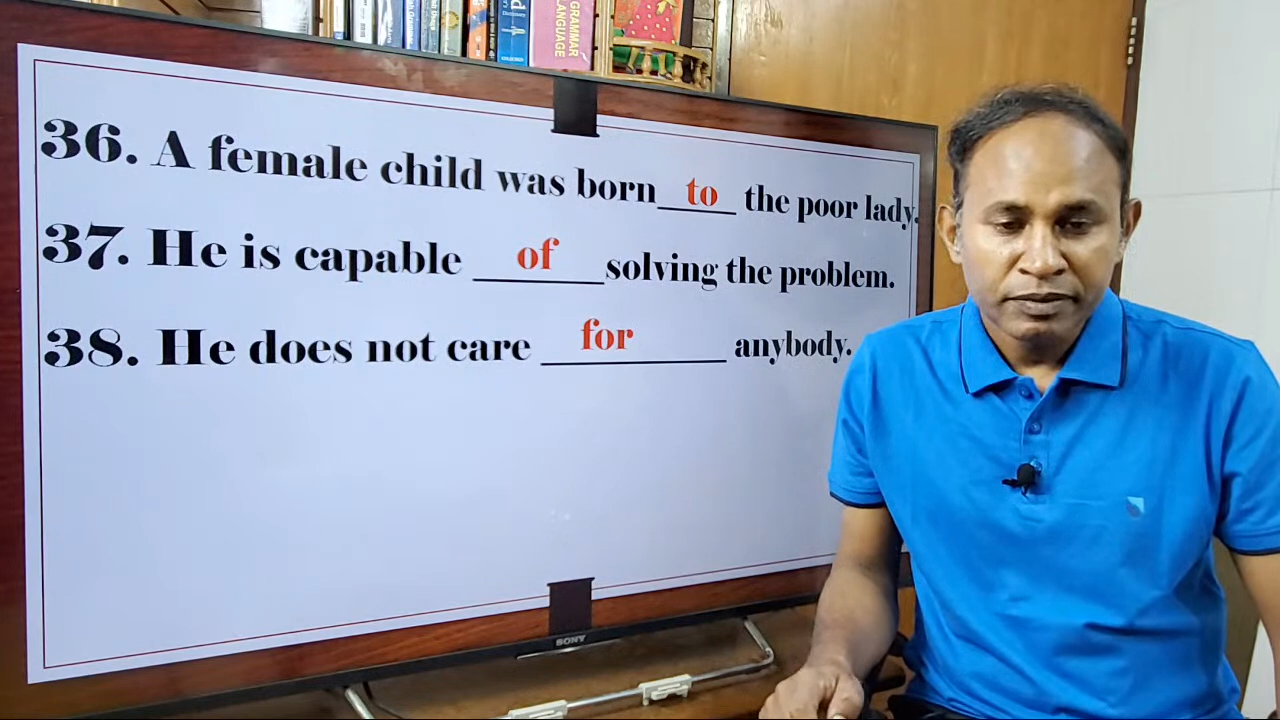 GRAMMAR
LANGUAGE
36. A female child was born to the poor lady.
37. He is capable of solving the problem.
38. He does not care for anybody.
SONY